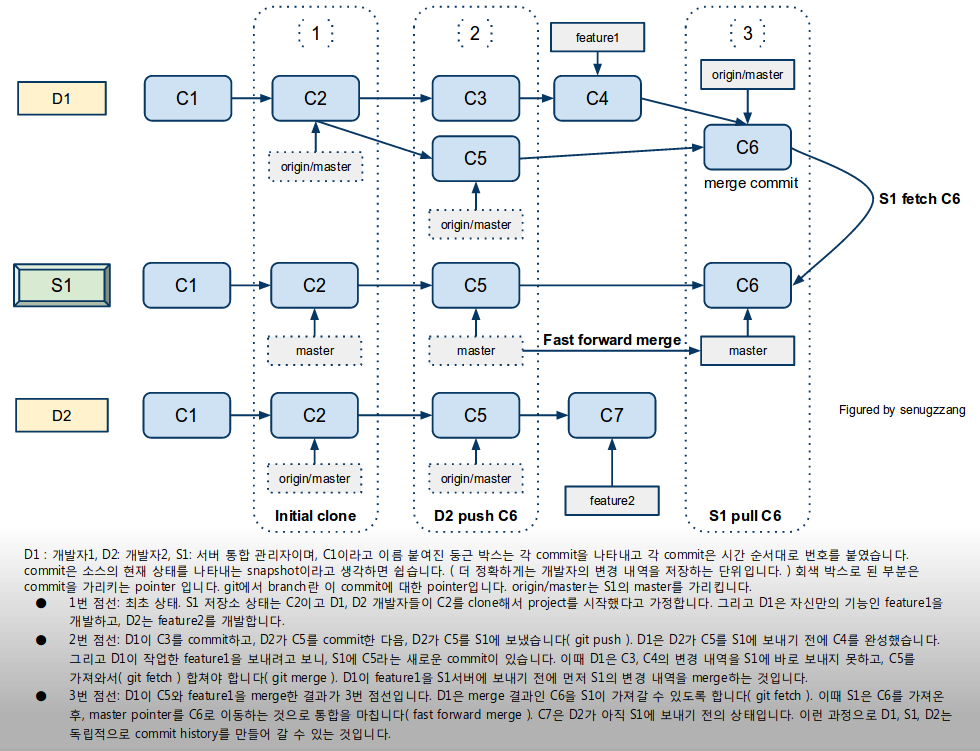 1
2
3
feature1
origin/master
D1
C1
C2
C3
C4
origin/master
C5
C6
merge commit
origin/master
S1 fetch C6
S1
C1
C2
C5
C6
master
master
Fast forward merge
master
D2
C1
C2
C5
C7
Figured by senugzzang
origin/master
origin/master
feature2
Initial clone
D2 push C6
S1 pull C6
D1 : 개발자1, D2: 개발자2, S1: 서버 통합 관리자이며, C1이라고 이름 붙여진 둥근 박스는 각 commit을 나타내고 각 commit은 시간 순서대로 번호를 붙였습니다.
commit은 소스의 현재 상태를 나타내는 snapshot이라고 생각하면 쉽습니다. ( 더 정확하게는 개발자의 변경 내역을 저장하는 단위입니다. ) 회색 박스로 된 부분은
commit을 가리키는 pointer 입니다. git에서 branch란 이 commit에 대한 pointer입니다. origin/master는 S1의 master를 가리킵니다.
● 1번 점선: 최초 상태. S1 저장소 상태는 C2이고 D1, D2 개발자들이 C2를 clone해서 project를 시작했다고 가정합니다. 그리고 D1은 자신만의 기능인 feature1을
개발하고, D2는 feature2를 개발합니다.
● 2번 점선: D1이 C3를 commit하고, D2가 C5를 commit한 다음, D2가 C5를 S1에 보냈습니다( git push ). D1은 D2가 C5를 S1에 보내기 전에 C4를 완성했습니다.
그리고 D1이 작업한 feature1을 보내려고 보니, S1에 C5라는 새로운 commit이 있습니다. 이때 D1은 C3, C4의 변경 내역을 S1에 바로 보내지 못하고, C5를
가져와서( git fetch ) 합쳐야 합니다( git merge ). D1이 feature1을 S1서버에 보내기 전에 먼저 S1의 변경 내역을 merge하는 것입니다.
● 3번 점선: D1이 C5와 feature1을 merge한 결과가 3번 점선입니다. D1은 merge 결과인 C6을 S1이 가져갈 수 있도록 합니다( git fetch ). 이때 S1은 C6를 가져온
후, master pointer를 C6로 이동하는 것으로 통합을 마칩니다( fast forward merge ). C7은 D2가 아직 S1에 보내기 전의 상태입니다. 이런 과정으로 D1, S1, D2는
독립적으로 commit history를 만들어 갈 수 있는 것입니다.